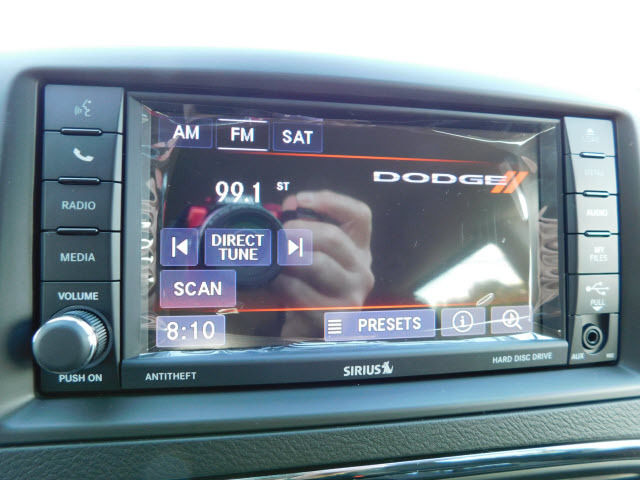 AM FM SAT
99.1 ST
DODGE
DIRECT
TUNE
SCAN
8:10
PRESETS
RADIO
MEDIA
VOLUME
PUSH ON
ANTITHEFT
SIRIUS
HARD DISC DRIVE
MENU
AUDIO
MY
FILES
PULL
AUX